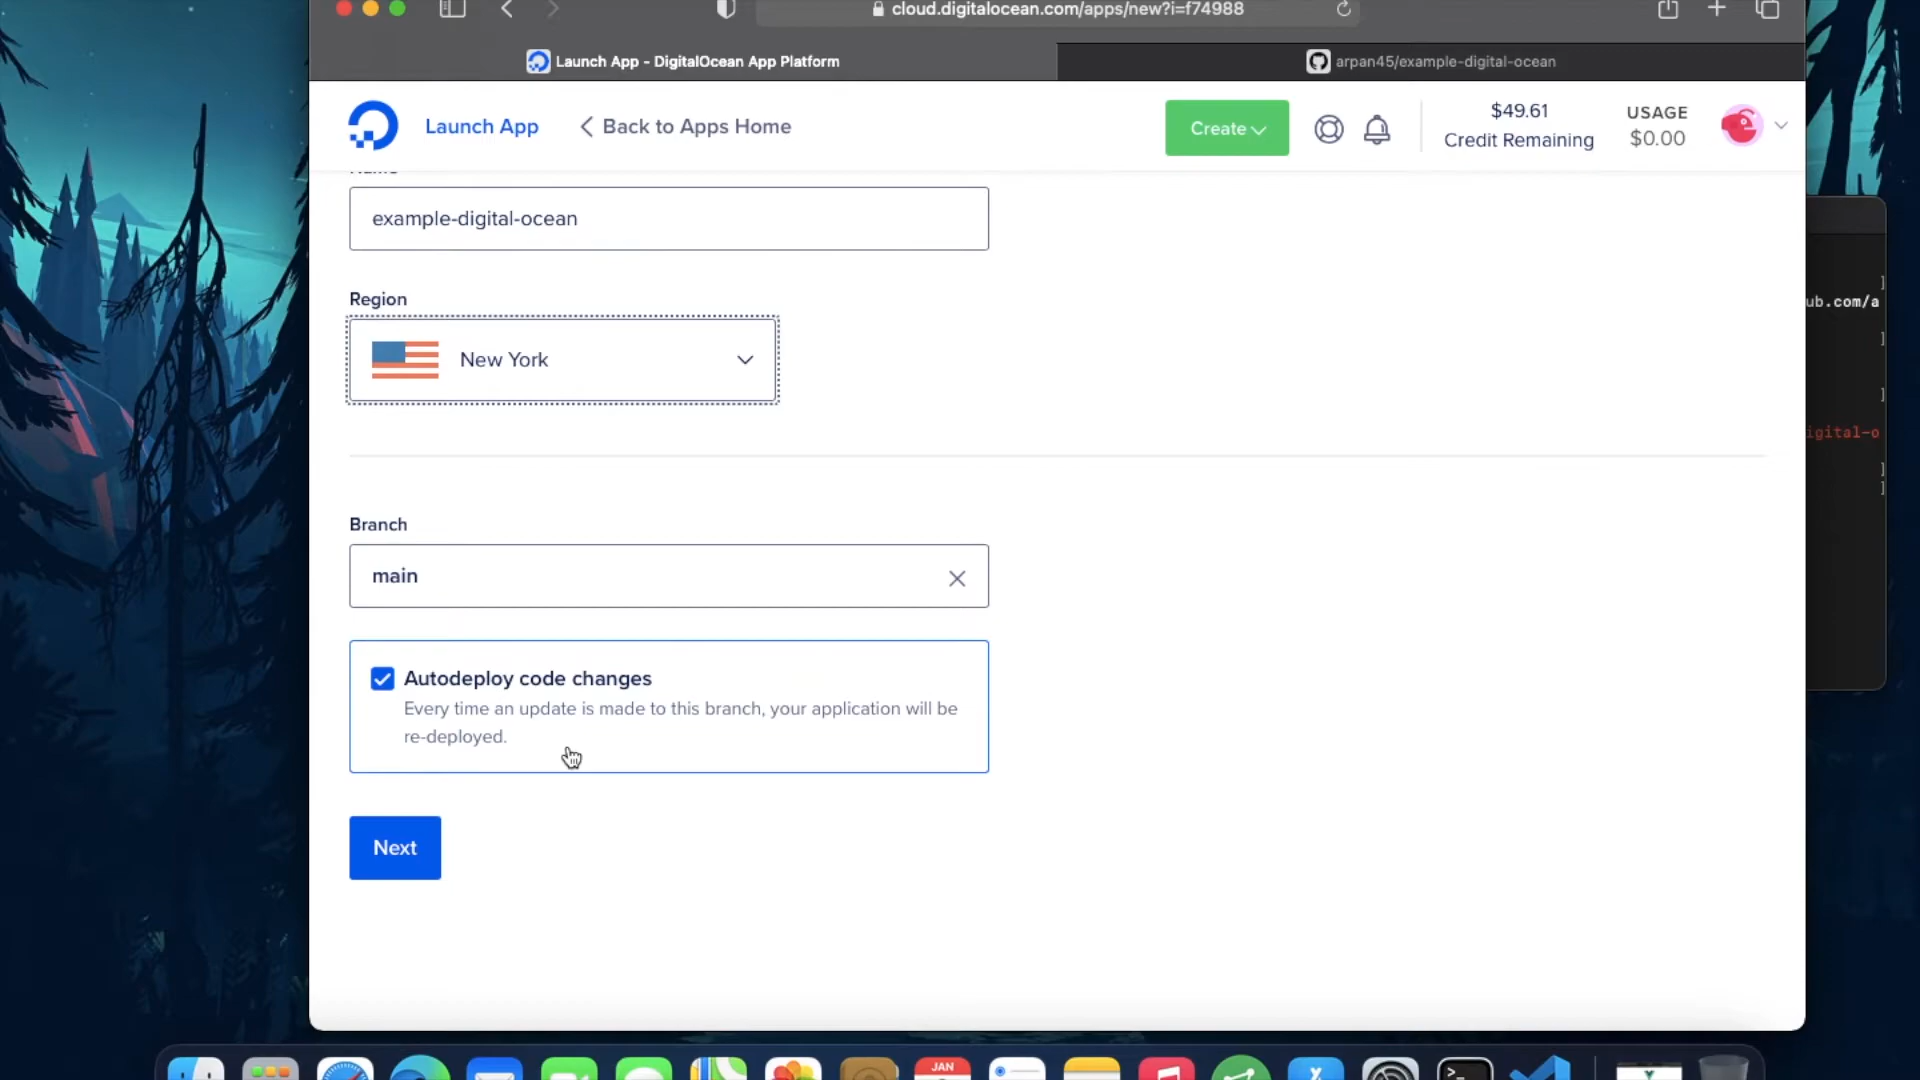 cloud.digitalocean.com/apps/new?i=f74988
Launch App - DigitalOcean App Platform
arpan45/example-digital-ocean
Launch App
Back to Apps Home
Create
$49.61
Credit Remaining
USAGE
$0.00
example-digital-ocean
Region
New York
Branch
main
Autodeploy code changes
Every time an update is made to this branch, your application will be
re-deployed.
Next
]
ub.com/a
]
]
igital-o
]
]
JAN